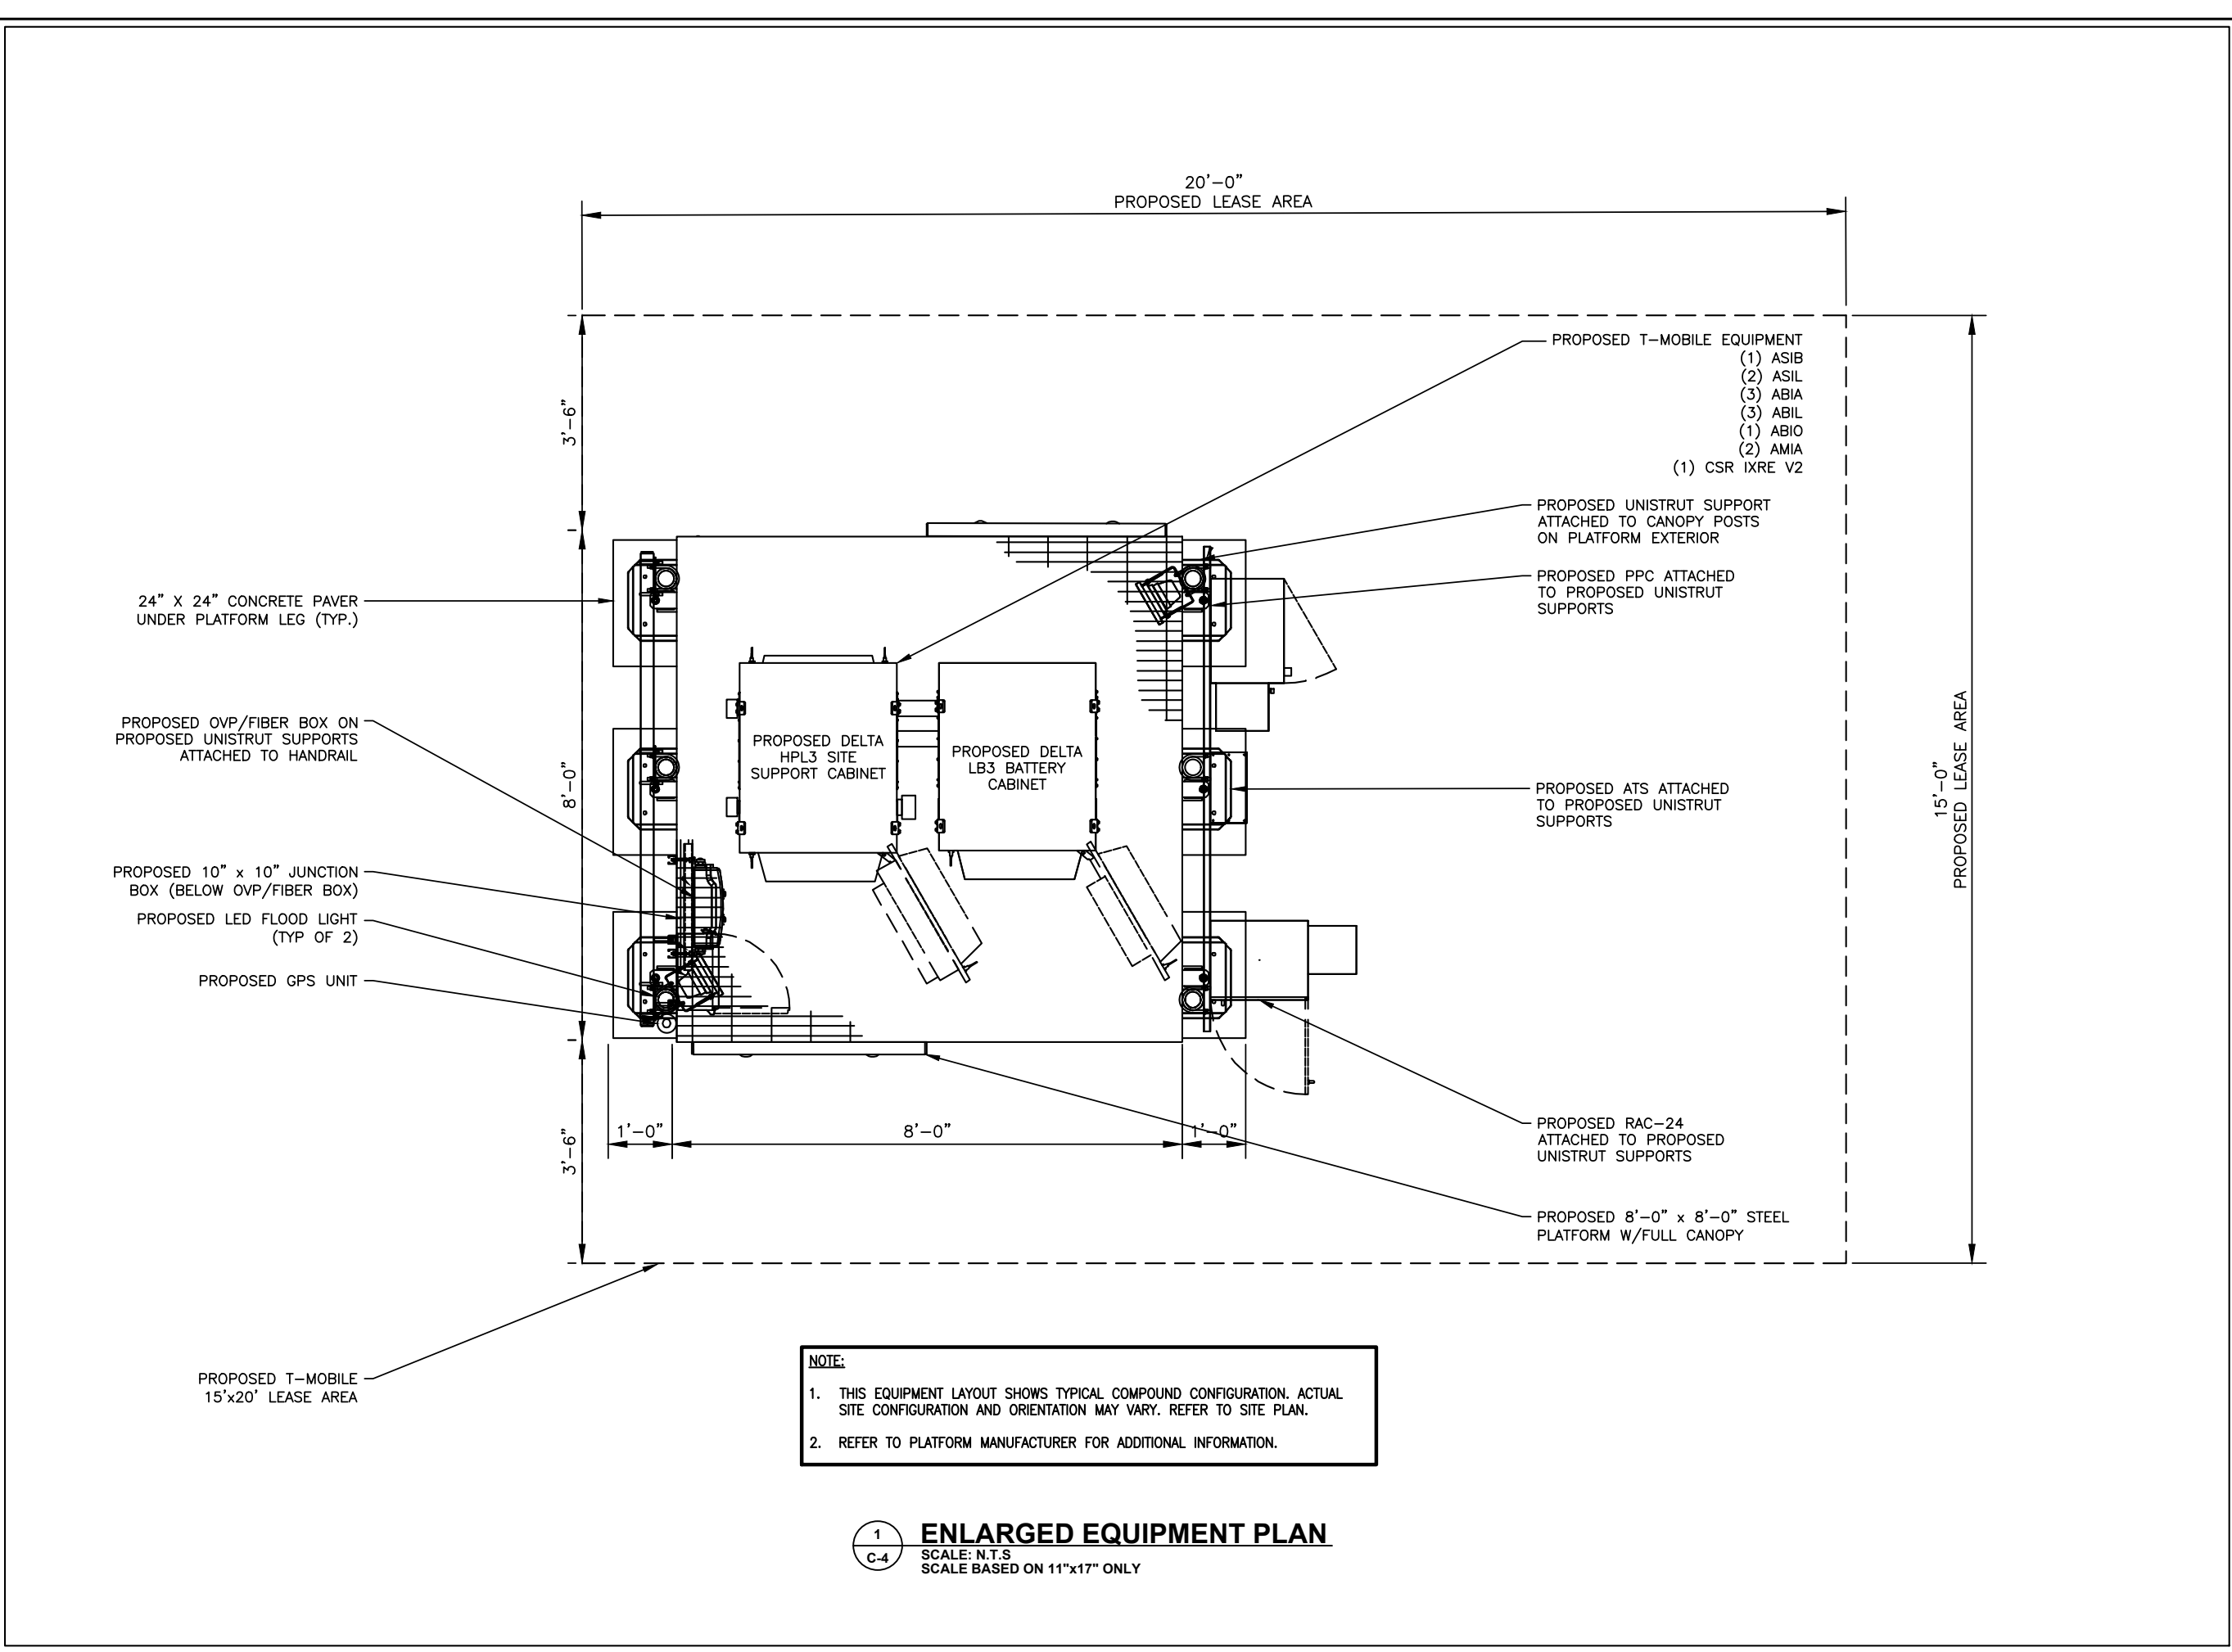 20'-0"
PROPOSED LEASE AREA
PROPOSED T-MOBILE EQUIPMENT
(1) ASIB
(2) ASIL
(3) ABIA
(3) ABIL
(1) ABIO
(2) AMIA
(1) CSR IXRE V2
3'-6"
PROPOSED UNISTRUT SUPPORT
ATTACHED TO CANOPY POSTS
ON PLATFORM EXTERIOR
PROPOSED PPC ATTACHED
TO PROPOSED UNISTRUT
SUPPORTS
24" X 24" CONCRETE PAVER
UNDER PLATFORM LEG (TYP.)
PROPOSED OVP/FIBER BOX ON
PROPOSED UNISTRUT SUPPORTS
ATTACHED TO HANDRAIL
8'-0"
PROPOSED DELTA
HPL3 SITE
SUPPORT CABINET
PROPOSED DELTA
LB3 BATTERY
CABINET
PROPOSED ATS ATTACHED
TO PROPOSED UNISTRUT
SUPPORTS
15'-0"
PROPOSED LEASE AREA
PROPOSED 10" x 10" JUNCTION
BOX (BELOW OVP/FIBER BOX)
PROPOSED LED FLOOD LIGHT
(TYP OF 2)
PROPOSED GPS UNIT
3'-6"
1'-0"
8'-0"
1'-0"
PROPOSED RAC-24
ATTACHED TO PROPOSED
UNISTRUT SUPPORTS
PROPOSED 8'-0" x 8'-0" STEEL
PLATFORM W/FULL CANOPY
PROPOSED T-MOBILE
15'x20' LEASE AREA
NOTE:
1. THIS EQUIPMENT LAYOUT SHOWS TYPICAL COMPOUND CONFIGURATION. ACTUAL
SITE CONFIGURATION AND ORIENTATION MAY VARY. REFER TO SITE PLAN.
2. REFER TO PLATFORM MANUFACTURER FOR ADDITIONAL INFORMATION.
1
C-4
ENLARGED EQUIPMENT PLAN
SCALE: N.T.S
SCALE BASED ON 11"x17" ONLY